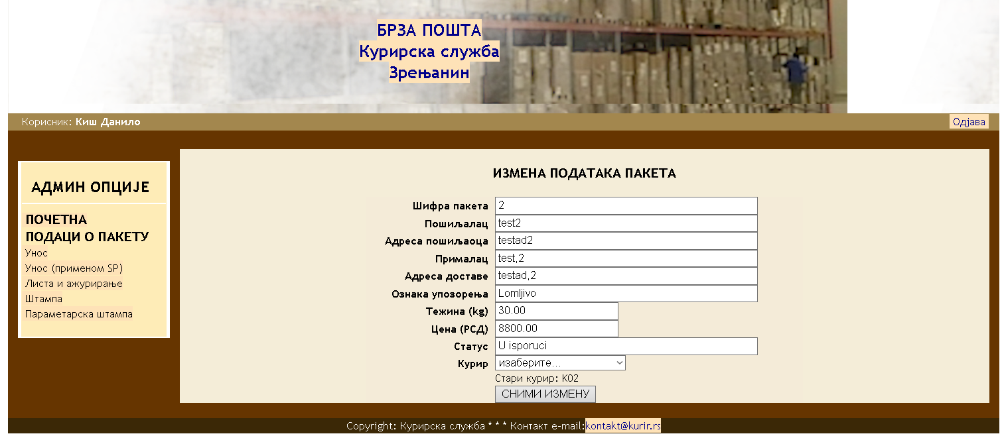 БРЗА ПОШТА
Курирска служба
Зрењанин
Корисник: Киш Данило
Одјава
АДМИН ОПЦИЈЕ
ПОЧЕТНА
ПОДАЦИ О ПАКЕТУ
Унос
Унос (применом SP)
Листа и ажурирање
Штампа
Параметарска штампа
ИЗМЕНА ПОДАТАКА ПАКЕТА
Шифра пакета 2
Пошиљалац test2
Адреса пошиљаоца testad2
Прималац test,2
Адреса доставе testad,2
Ознака упозорења Lomljivo
Тежина (kg) 30.00
Цена (РСД) 8800.00
Статус U isporuci
Курир изаберите...
Стари курир: K02
СНИМИ ИЗМЕНУ
Copyright: Курирска служба * * * Контакт e-mail:kontakt@kurir.rs